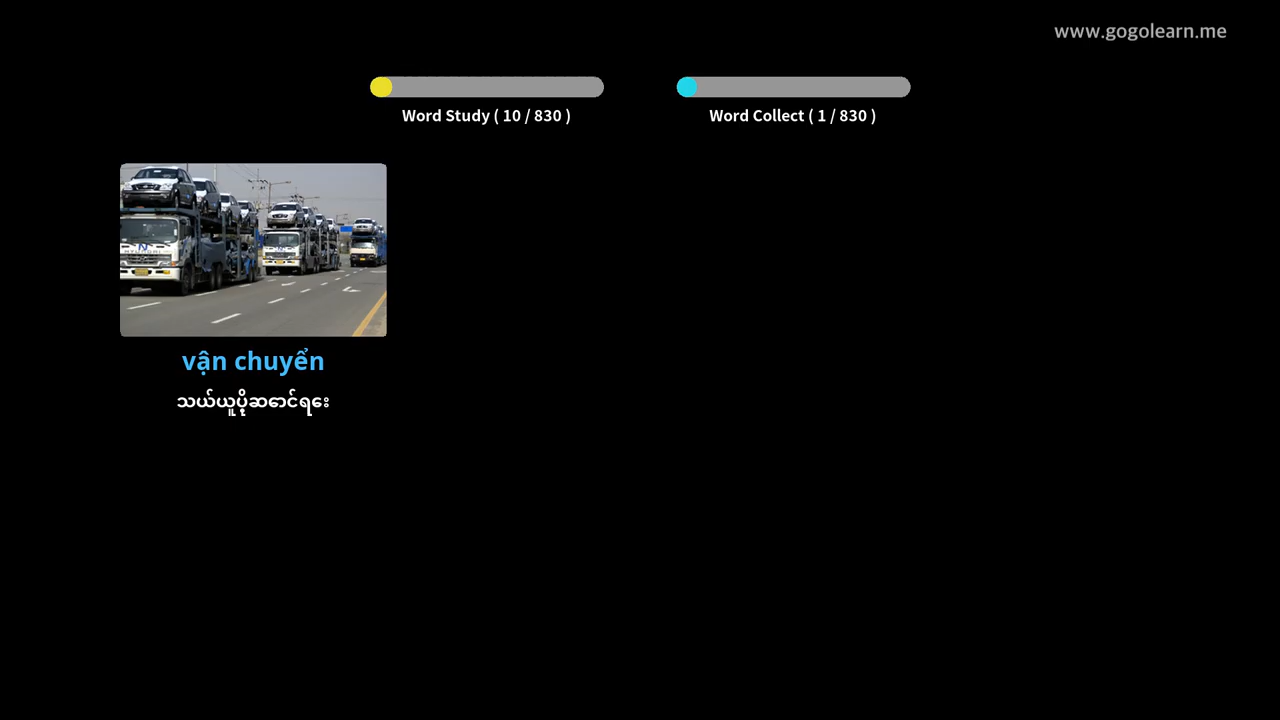 www.gogolearn.me
Word Study ( 10 / 830 )
Word Collect ( 1 / 830 )
HYUNDAI
vận chuyển
သယ်ယူပို့ဆောင်ရေး